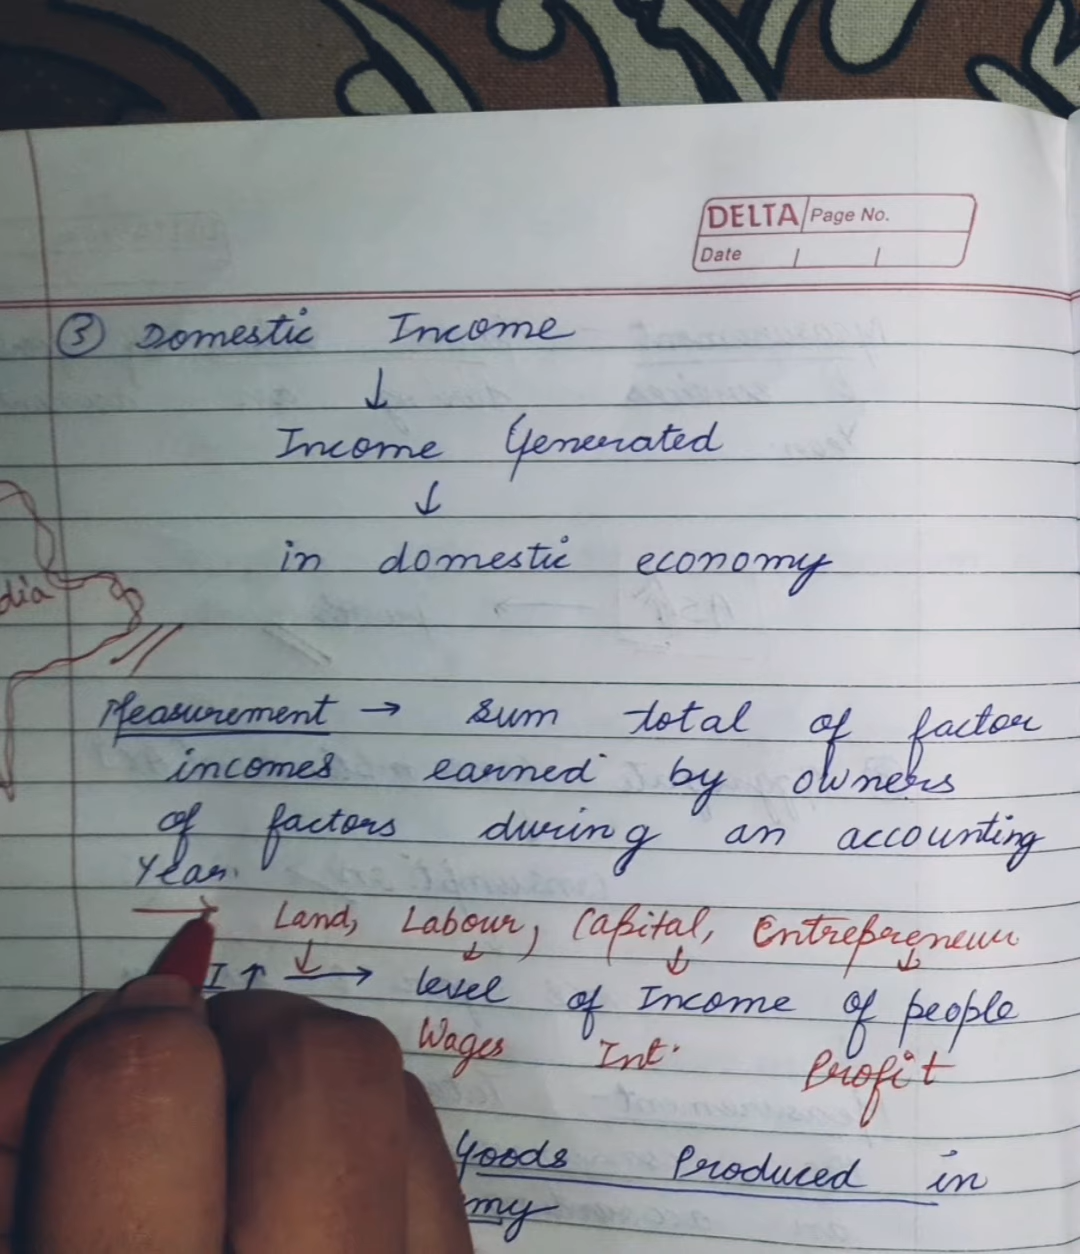 DELTA Page No.
Date
③ Domestic Income
↓
Income Generated
↓
in domestic economy
dia
Measurement → sum total of factor
incomes earned by owners
of factors during an accounting
Year.
→ Land, Labour, Capital, Entrepreneur
↓ ↓ ↓ ↓
I ↑ → level of Income of people
Wages Int. Profit
Goods Produced in
my